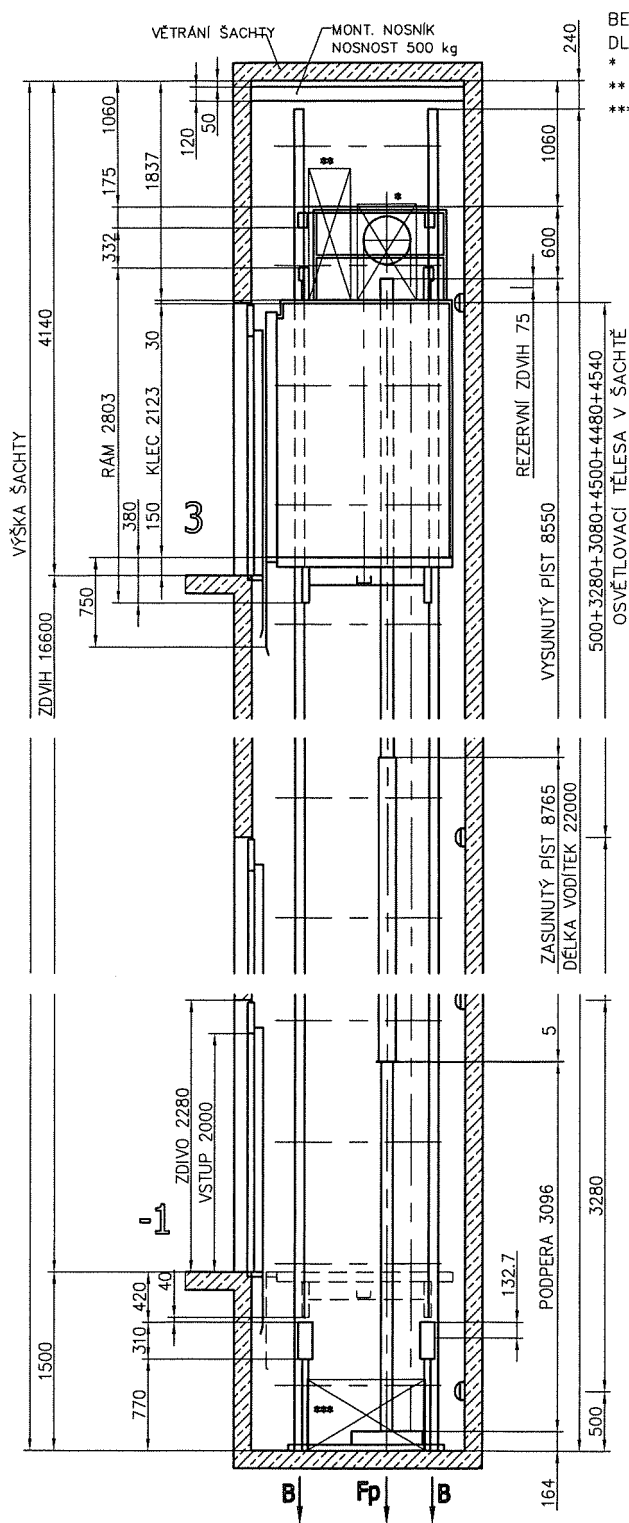 VĚTRÁNÍ ŠACHTY
MONT. NOSNÍK
NOSNOST 500 kg
240
BE
DL
*
**
***
1060
175
332
120
50
1837
**
*
1060
600
4140
30
RÁM 2803
KLEC 2123
380
150
3
750
VÝŠKA ŠACHTY
ZDVIH 16600
REZERVNÍ ZDVIH 75
VYSUNUTÝ PÍST 8550
500+3280+3080+4500+4480+4540
OSVĚTLOVACÍ TĚLESA V ŠACHTĚ
ZASUNUTÝ PÍST 8765
DÉLKA VODÍTEK 22000
5
ZDIVO 2280
VSTUP 2000
-1
PODPERA 3096
3280
132.7
1500
420
40
310
770
***
500
164
B
Fp
B